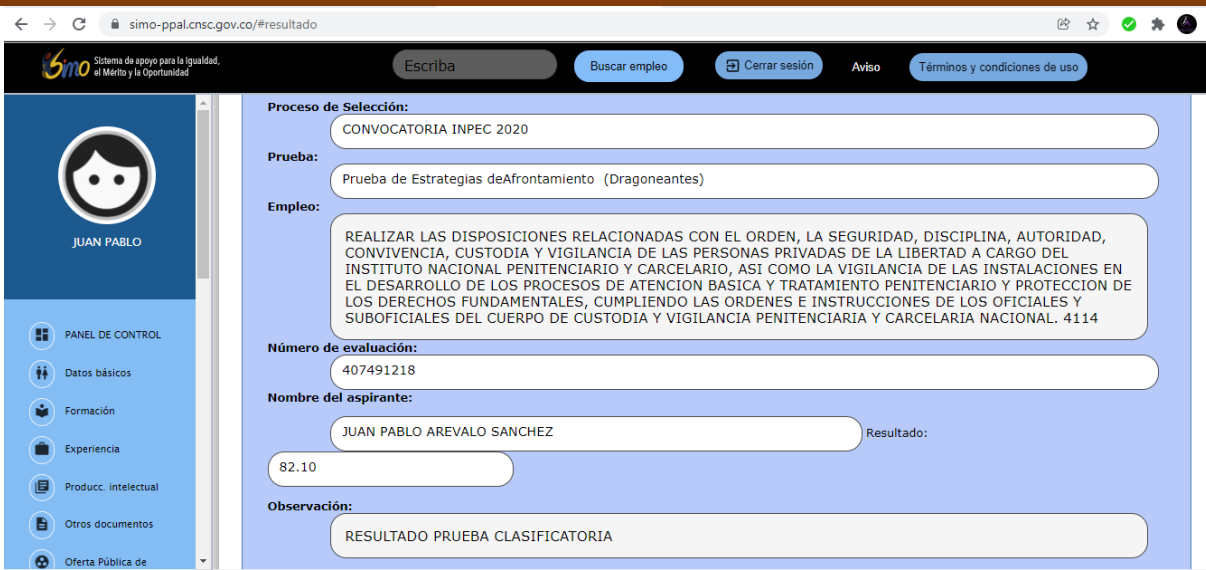 simo-ppal.cnsc.gov.co/#resultado
Simo
Sistema de apoyo para la Igualdad,
el Mérito y la Oportunidad
Escriba
Buscar empleo
Cerrar sesión
Aviso
Términos y condiciones de uso
JUAN PABLO
PANEL DE CONTROL
Datos básicos
Formación
Experiencia
Producc. intelectual
Otros documentos
Oferta Pública de
Proceso de Selección:
CONVOCATORIA INPEC 2020
Prueba:
Prueba de Estrategias deAfrontamiento (Dragoneantes)
Empleo:
REALIZAR LAS DISPOSICIONES RELACIONADAS CON EL ORDEN, LA SEGURIDAD, DISCIPLINA, AUTORIDAD,
CONVIVENCIA, CUSTODIA Y VIGILANCIA DE LAS PERSONAS PRIVADAS DE LA LIBERTAD A CARGO DEL
INSTITUTO NACIONAL PENITENCIARIO Y CARCELARIO, ASI COMO LA VIGILANCIA DE LAS INSTALACIONES EN
EL DESARROLLO DE LOS PROCESOS DE ATENCION BASICA Y TRATAMIENTO PENITENCIARIO Y PROTECCION DE
LOS DERECHOS FUNDAMENTALES, CUMPLIENDO LAS ORDENES E INSTRUCCIONES DE LOS OFICIALES Y
SUBOFICIALES DEL CUERPO DE CUSTODIA Y VIGILANCIA PENITENCIARIA Y CARCELARIA NACIONAL. 4114
Número de evaluación:
407491218
Nombre del aspirante:
JUAN PABLO AREVALO SANCHEZ
Resultado:
82.10
Observación:
RESULTADO PRUEBA CLASIFICATORIA